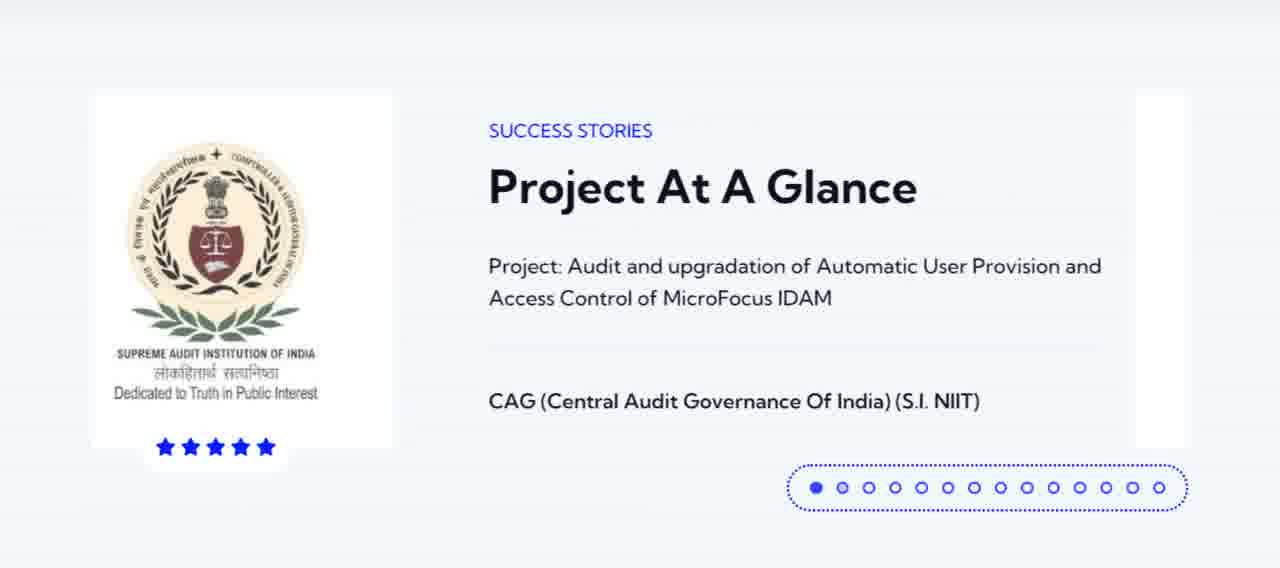 SUCCESS STORIES
Project At A Glance
Project: Audit and upgradation of Automatic User Provision and
Access Control of MicroFocus IDAM
CAG (Central Audit Governance Of India) (S.I. NIIT)
SUPREME AUDIT INSTITUTION OF INDIA
लोकहितार्थ सत्यनिष्ठा
Dedicated to Truth in Public Interest